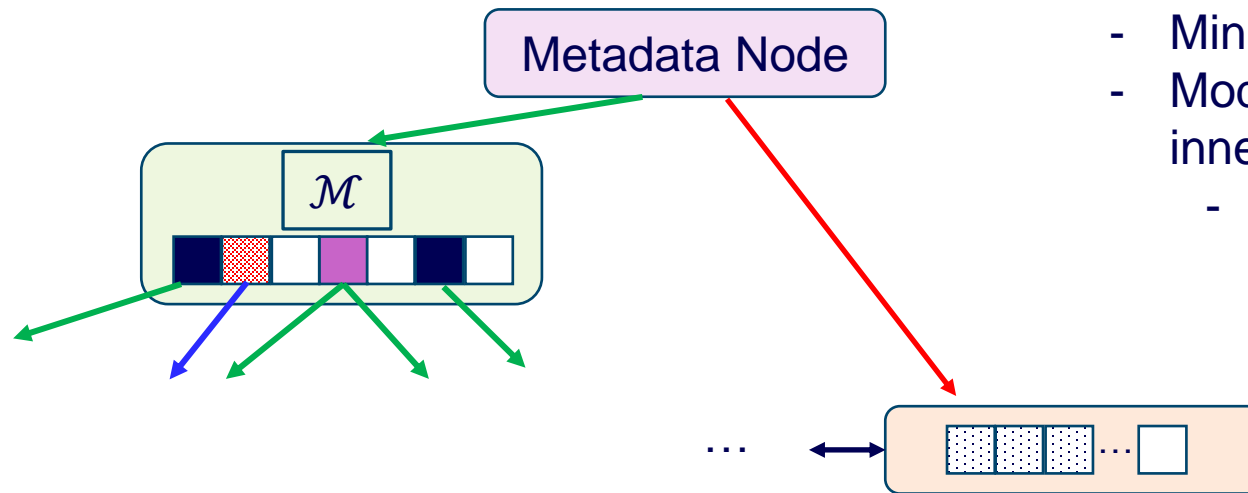 Metadata Node
- Min
- Mod
inne
-
ℳ
...
...